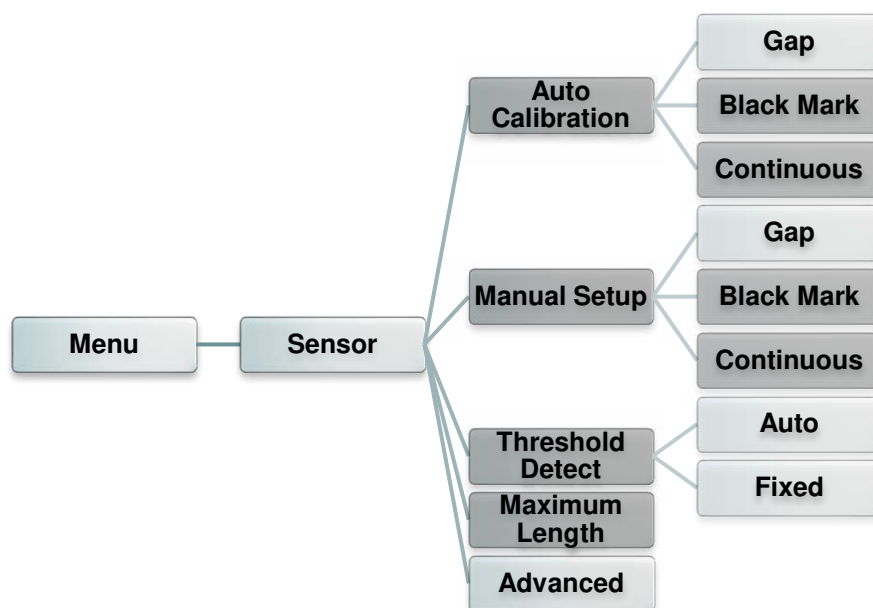 Menu
Sensor
Auto
Calibration
Gap
Black Mark
Continuous
Manual Setup
Gap
Black Mark
Continuous
Threshold
Detect
Auto
Fixed
Maximum
Length
Advanced